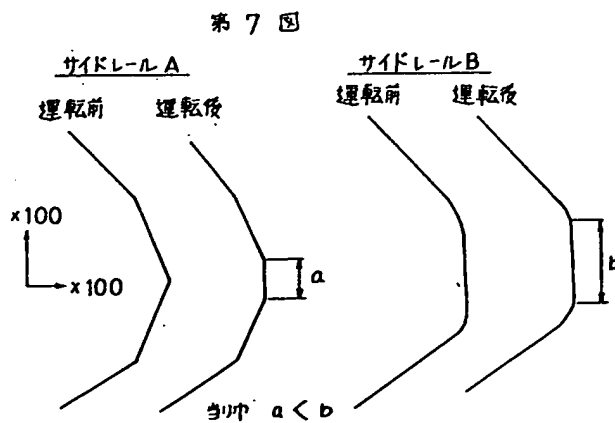 第 7 図
サイドレール A
サイドレール B
運転前
運転後
運転前
運転後
×100
×100
a
b
当り巾 a < b